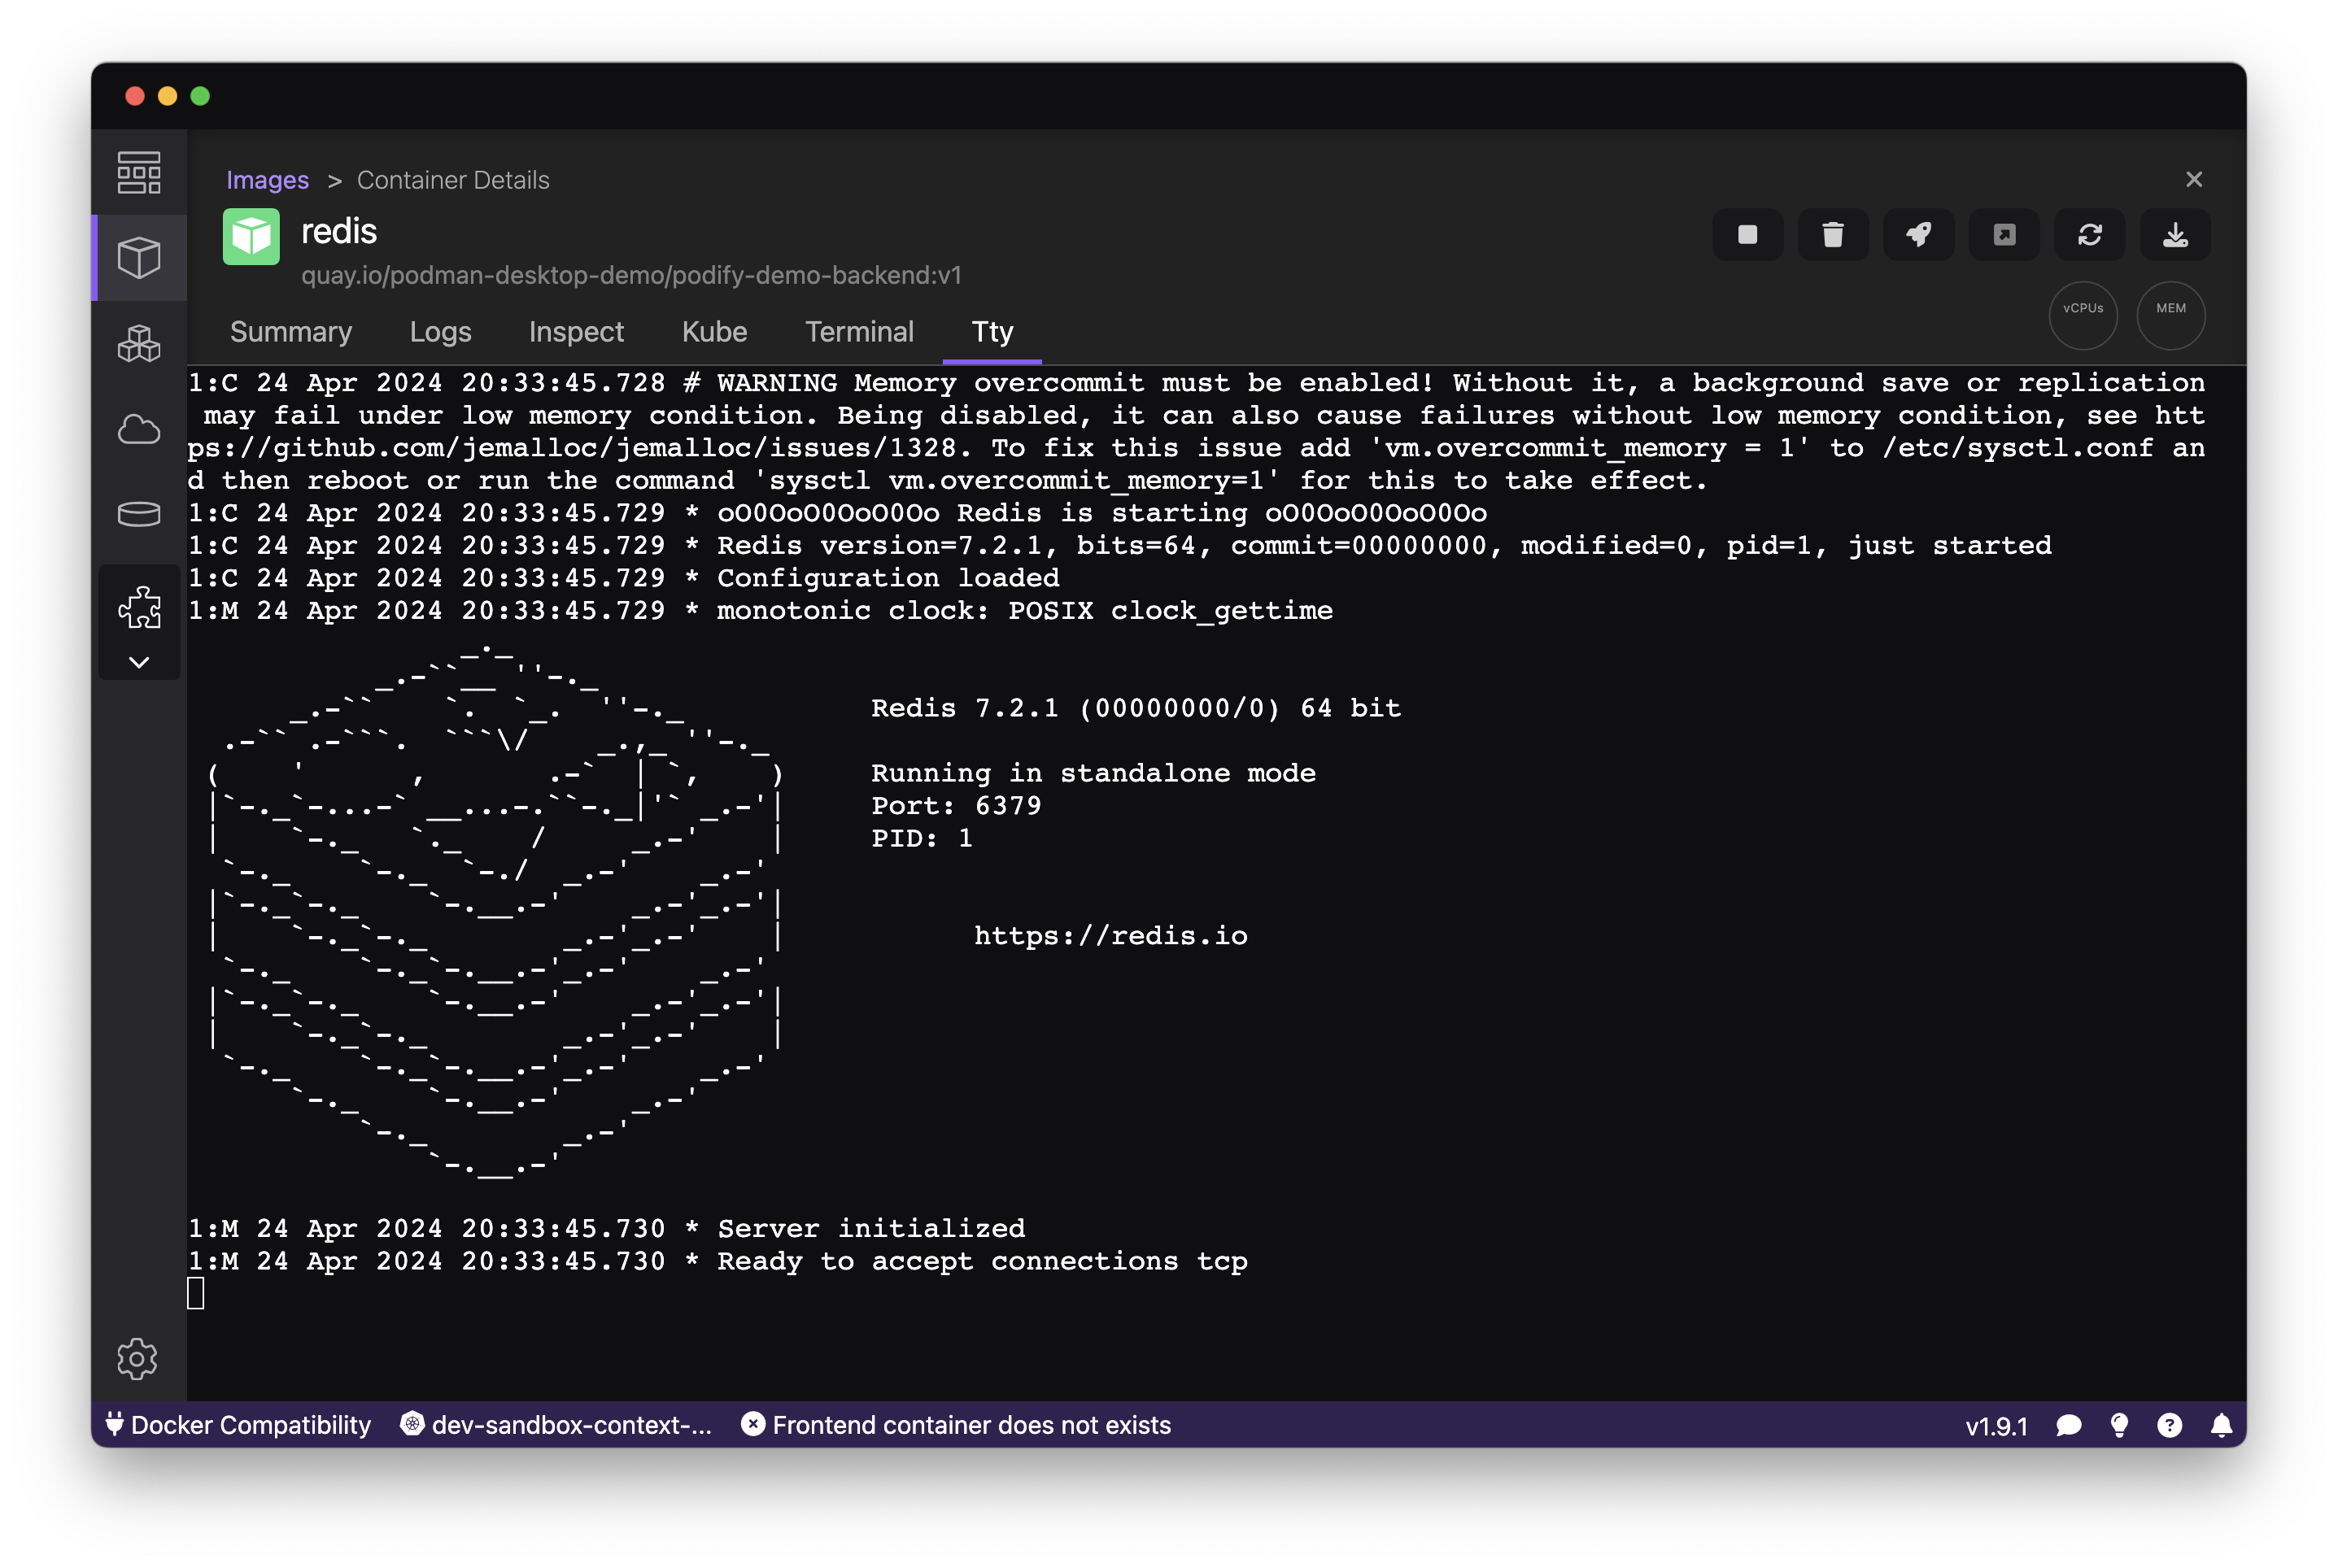 Images > Container Details
redis
quay.io/podman-desktop-demo/podify-demo-backend:v1
vCPUs MEM
Summary Logs Inspect Kube Terminal Tty
1:C 24 Apr 2024 20:33:45.728 # WARNING Memory overcommit must be enabled! Without it, a background save or replication
may fail under low memory condition. Being disabled, it can also cause failures without low memory condition, see htt
ps://github.com/jemalloc/jemalloc/issues/1328. To fix this issue add 'vm.overcommit_memory = 1' to /etc/sysctl.conf an
d then reboot or run the command 'sysctl vm.overcommit_memory=1' for this to take effect.
1:C 24 Apr 2024 20:33:45.729 * oO0OoO0OoO0Oo Redis is starting oO0OoO0OoO0Oo
1:C 24 Apr 2024 20:33:45.729 * Redis version=7.2.1, bits=64, commit=00000000, modified=0, pid=1, just started
1:C 24 Apr 2024 20:33:45.729 * Configuration loaded
1:M 24 Apr 2024 20:33:45.729 * monotonic clock: POSIX clock_gettime
Redis 7.2.1 (00000000/0) 64 bit
Running in standalone mode
Port: 6379
PID: 1
https://redis.io
1:M 24 Apr 2024 20:33:45.730 * Server initialized
1:M 24 Apr 2024 20:33:45.730 * Ready to accept connections tcp
Docker Compatibility dev-sandbox-context-... Frontend container does not exists v1.9.1